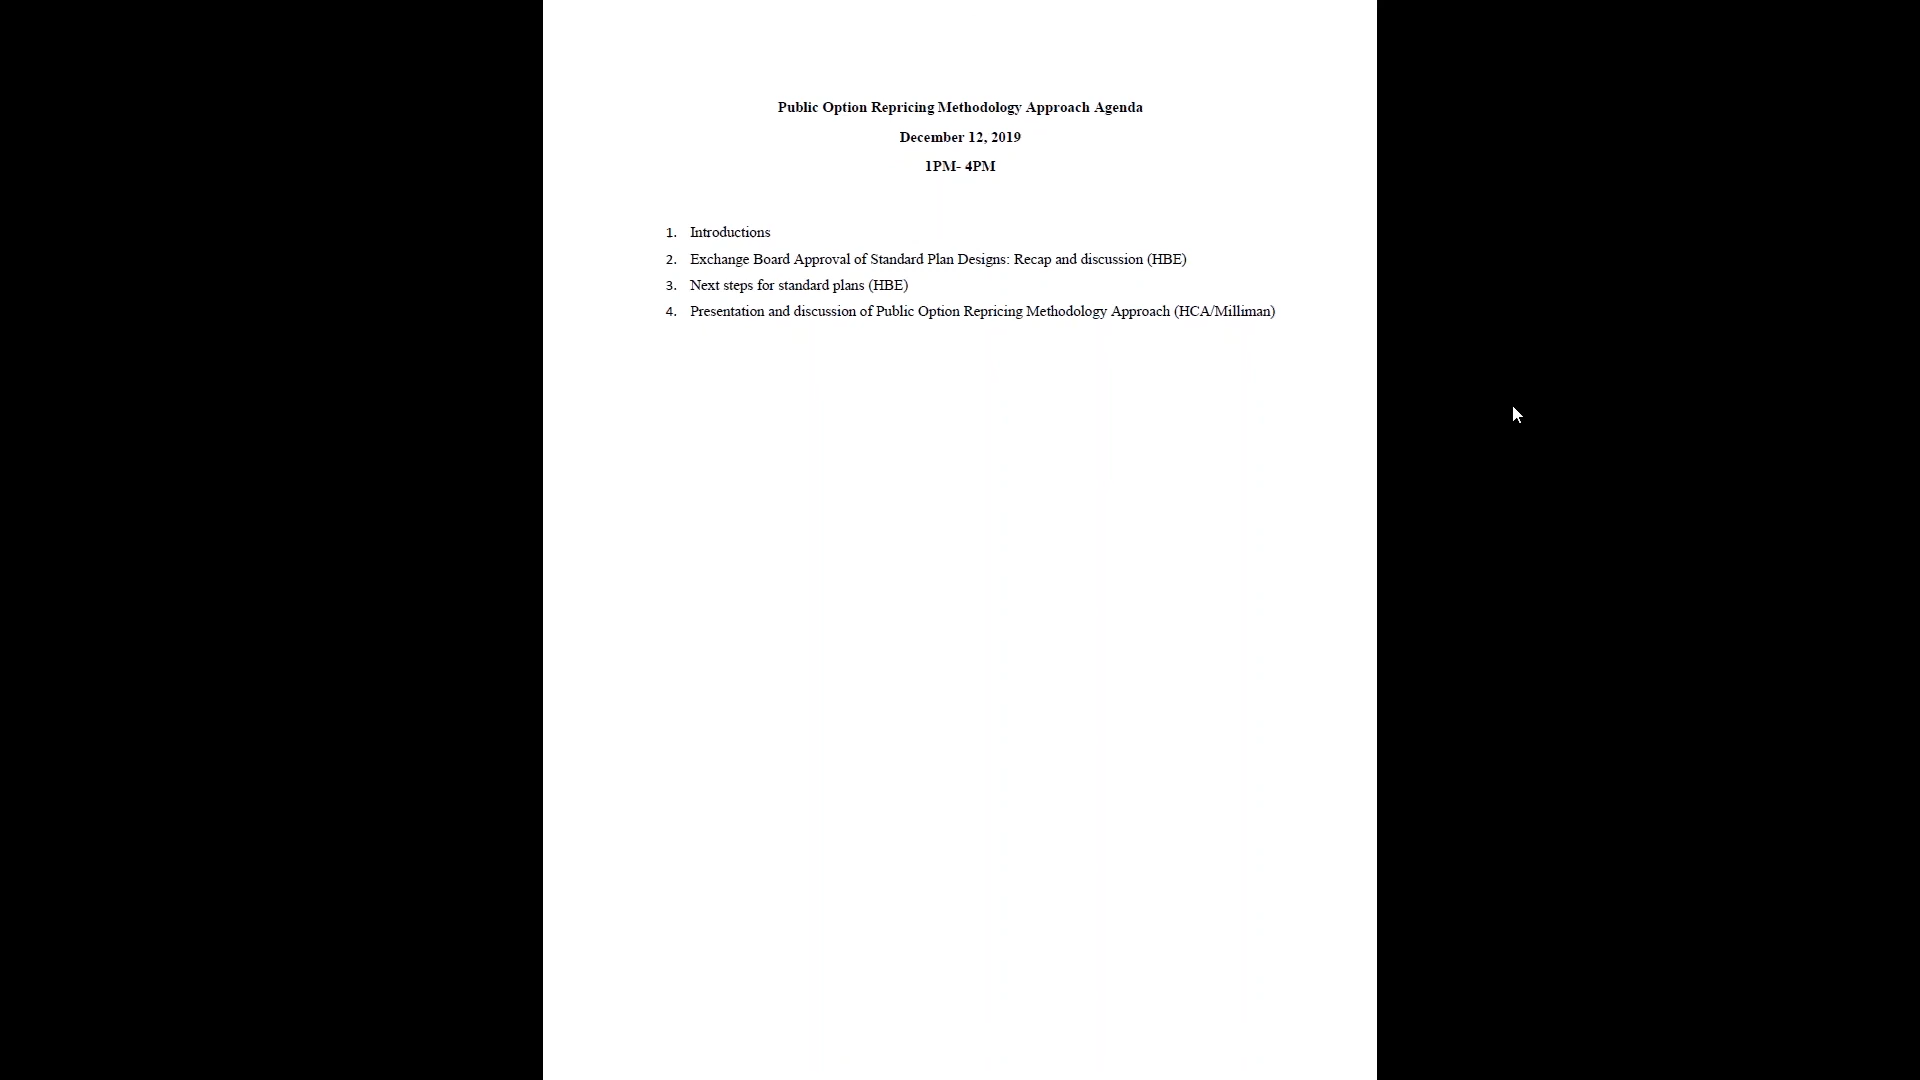 Public Option Repricing Methodology Approach Agenda
December 12, 2019
1PM- 4PM
1. Introductions
2. Exchange Board Approval of Standard Plan Designs: Recap and discussion (HBE)
3. Next steps for standard plans (HBE)
4. Presentation and discussion of Public Option Repricing Methodology Approach (HCA/Milliman)